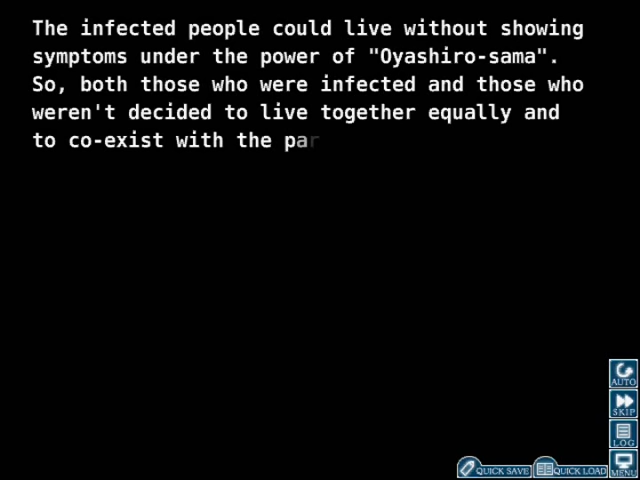 The infected people could live without showing
symptoms under the power of "Oyashiro-sama".
So, both those who were infected and those who
weren't decided to live together equally and
to co-exist with the par
AUTO
SKIP
LOG
QUICK SAVE
QUICK LOAD
MENU